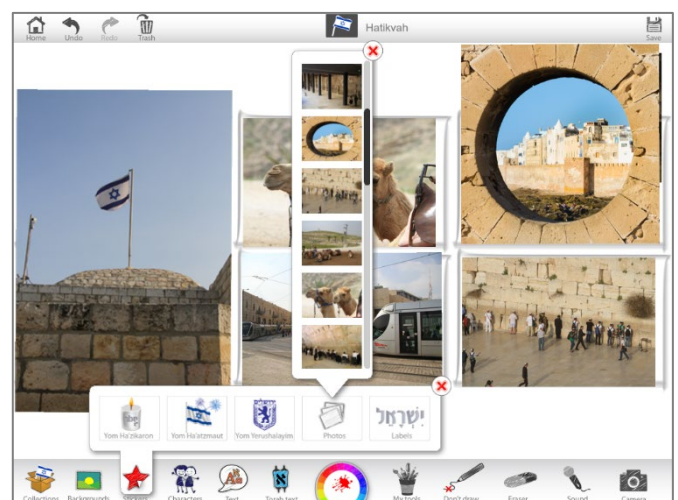 Hatikvah
Home
Undo
Redo
Trash
Save
Yom Ha'zikaron
Yom Ha'atzmaut
Yom Yerushalayim
Photos
יִשְׂרָאֵל
Labels
Collections
Backgrounds
Stickers
Characters
Text
Torah text
My tools
Don't draw
Eraser
Sound
Camera